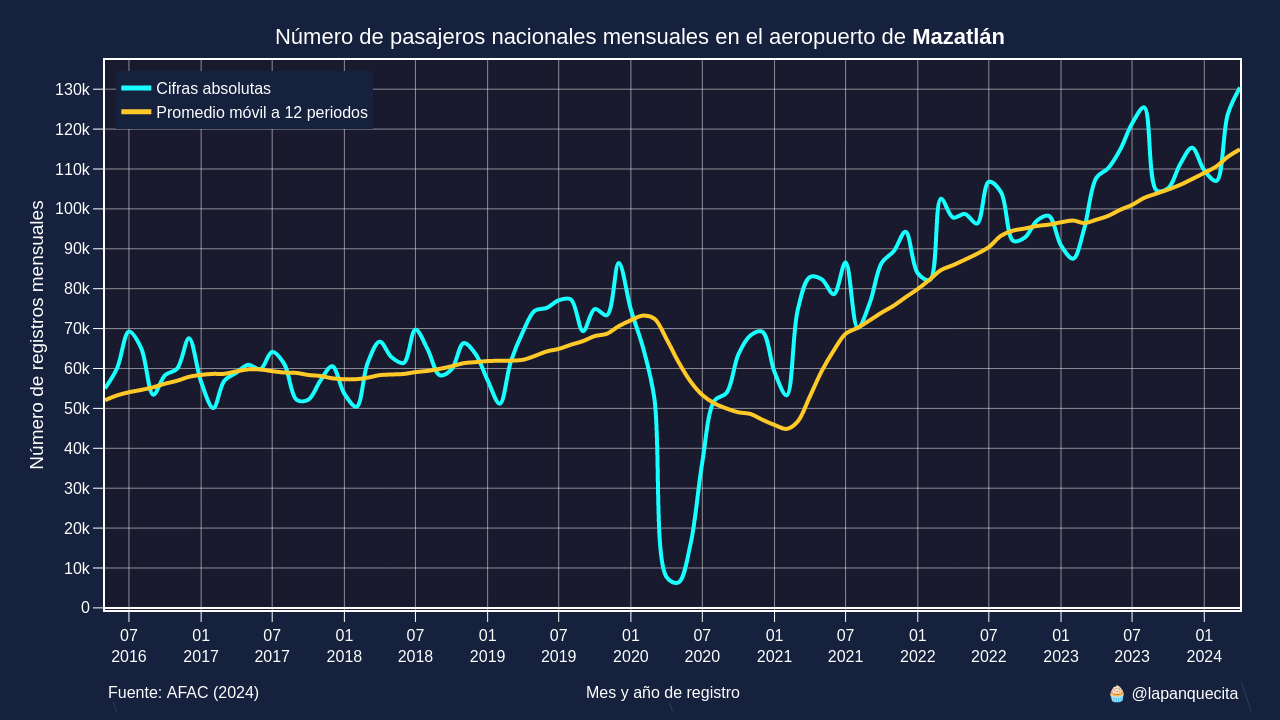 Número de pasajeros nacionales mensuales en el aeropuerto de Mazatlán
Cifras absolutas
Promedio móvil a 12 periodos
Número de registros mensuales
130k
120k
110k
100k
90k
80k
70k
60k
50k
40k
30k
20k
10k
0
07 01 07 01 07 01 07 01 07 01 07 01 07 01 07 01
2016 2017 2017 2018 2018 2019 2019 2020 2020 2021 2021 2022 2022 2023 2023 2024
Fuente: AFAC (2024)
Mes y año de registro
🧁 @lapanquecita